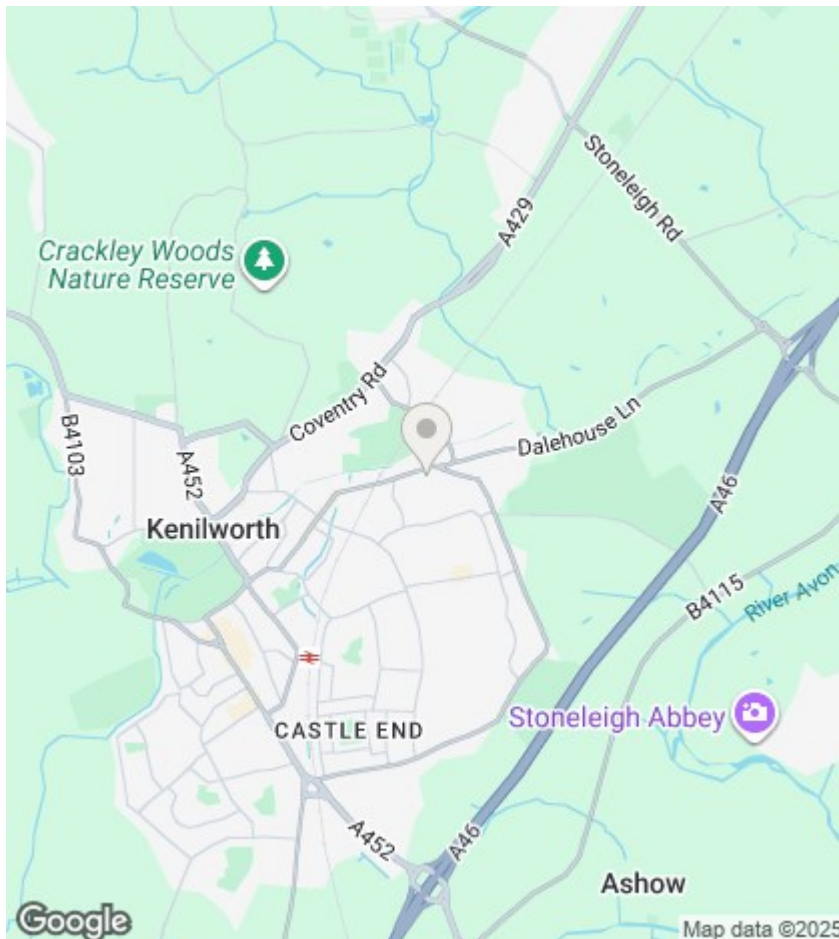 Stoneleigh Rd
A429
Crackley Woods
Nature Reserve
Coventry Rd
Dalehouse Ln
B4103
A452
A46
Kenilworth
B4115
River Avon
Stoneleigh Abbey
CASTLE END
A452
A46
Ashow
Google
Map data ©2025